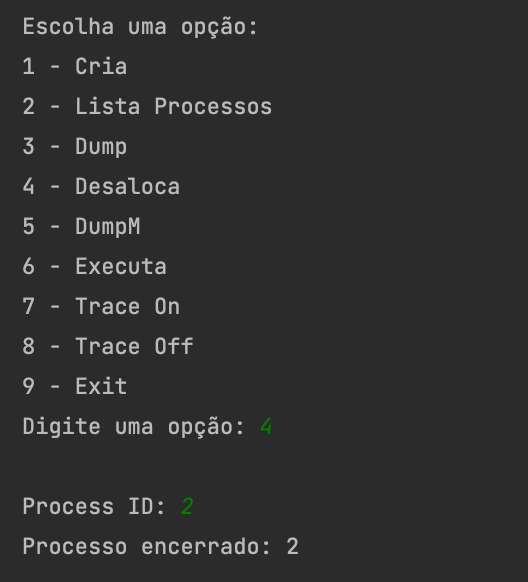 Escolha uma opção:
1 - Cria
2 - Lista Processos
3 - Dump
4 - Desaloca
5 - DumpM
6 - Executa
7 - Trace On
8 - Trace Off
9 - Exit
Digite uma opção: 4
Process ID: 2
Processo encerrado: 2